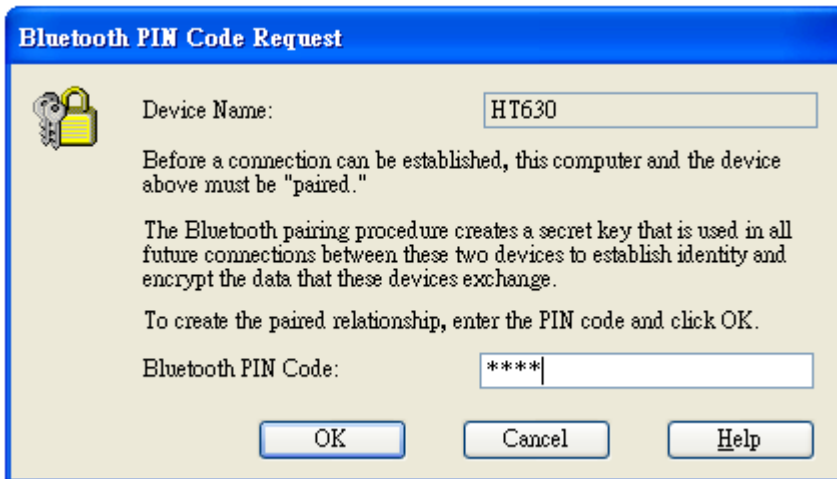 Bluetooth PIN Code Request
Device Name: HT630
Before a connection can be established, this computer and the device
above must be "paired."
The Bluetooth pairing procedure creates a secret key that is used in all
future connections between these two devices to establish identity and
encrypt the data that these devices exchange.
To create the paired relationship, enter the PIN code and click OK.
Bluetooth PIN Code: ****
OK Cancel Help